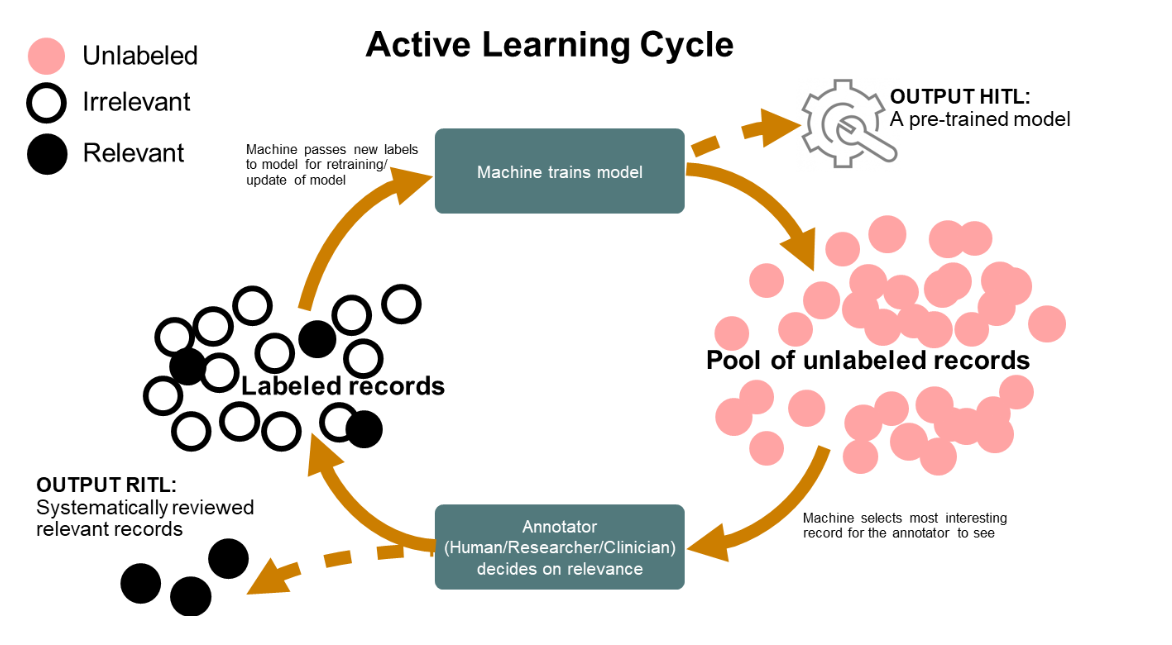 Active Learning Cycle
Unlabeled
Irrelevant
Relevant
OUTPUT HITL:
A pre-trained model
Machine passes new labels
to model for retraining/
update of model
Machine trains model
Pool of unlabeled records
Labeled records
OUTPUT RITL:
Systematically reviewed
relevant records
Annotator
(Human/Researcher/Clinician)
decides on relevance
Machine selects most interesting
record for the annotator to see